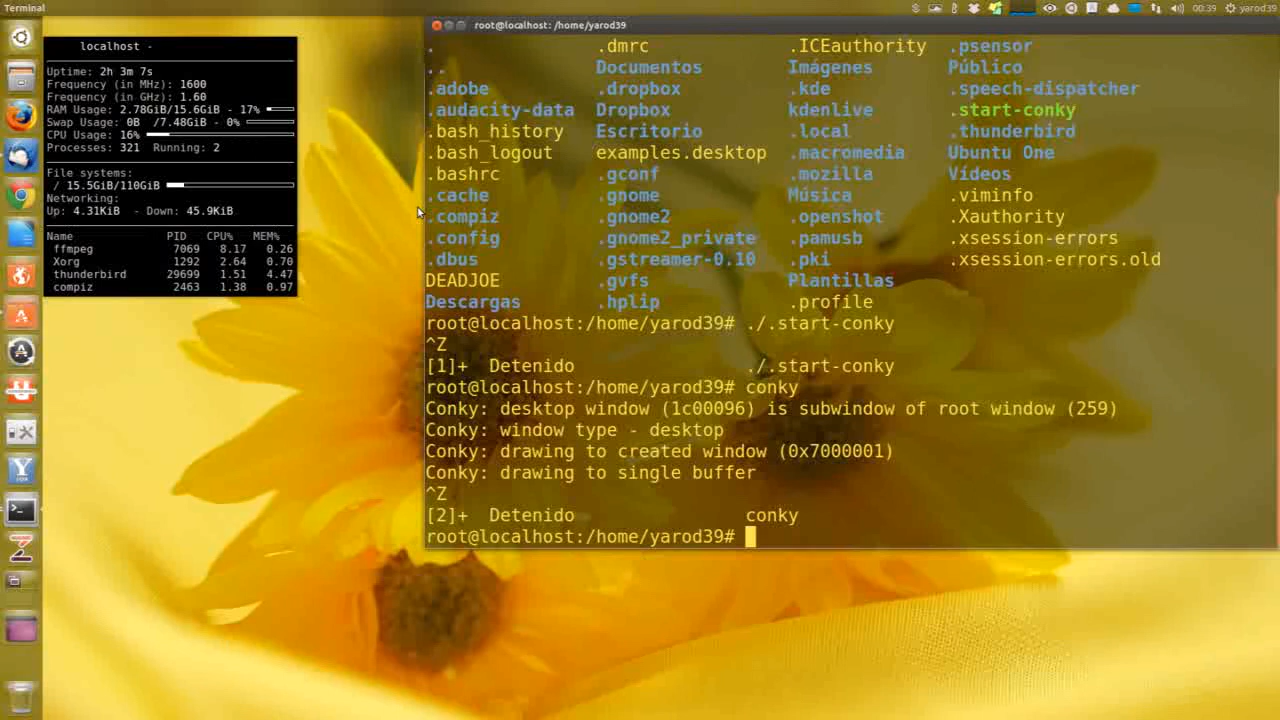 Terminal
00:39 yarod39
localhost -
Uptime: 2h 3m 7s
Frequency (in MHz): 1600
Frequency (in GHz): 1.60
RAM Usage: 2.78GiB/15.6GiB - 17%
Swap Usage: 0B /7.48GiB - 0%
CPU Usage: 16%
Processes: 321 Running: 2
File systems:
/ 15.5GiB/110GiB
Networking:
Up: 4.31KiB - Down: 45.9KiB
Name PID CPU% MEM%
ffmpeg 7069 8.17 0.26
Xorg 1292 2.64 0.70
thunderbird 29699 1.51 4.47
compiz 2463 1.38 0.97
root@localhost: /home/yarod39
. .dmrc .ICEauthority .psensor
.. Documentos Imágenes Público
.adobe .dropbox .kde .speech-dispatcher
.audacity-data Dropbox kdenlive .start-conky
.bash_history Escritorio .local .thunderbird
.bash_logout examples.desktop .macromedia Ubuntu One
.bashrc .gconf .mozilla Vídeos
.cache .gnome Música .viminfo
.compiz .gnome2 .openshot .Xauthority
.config .gnome2_private .pamusb .xsession-errors
.dbus .gstreamer-0.10 .pki .xsession-errors.old
DEADJOE .gvfs Plantillas
Descargas .hplip .profile
root@localhost:/home/yarod39# ./.start-conky
^Z
[1]+ Detenido ./.start-conky
root@localhost:/home/yarod39# conky
Conky: desktop window (1c00096) is subwindow of root window (259)
Conky: window type - desktop
Conky: drawing to created window (0x7000001)
Conky: drawing to single buffer
^Z
[2]+ Detenido conky
root@localhost:/home/yarod39#